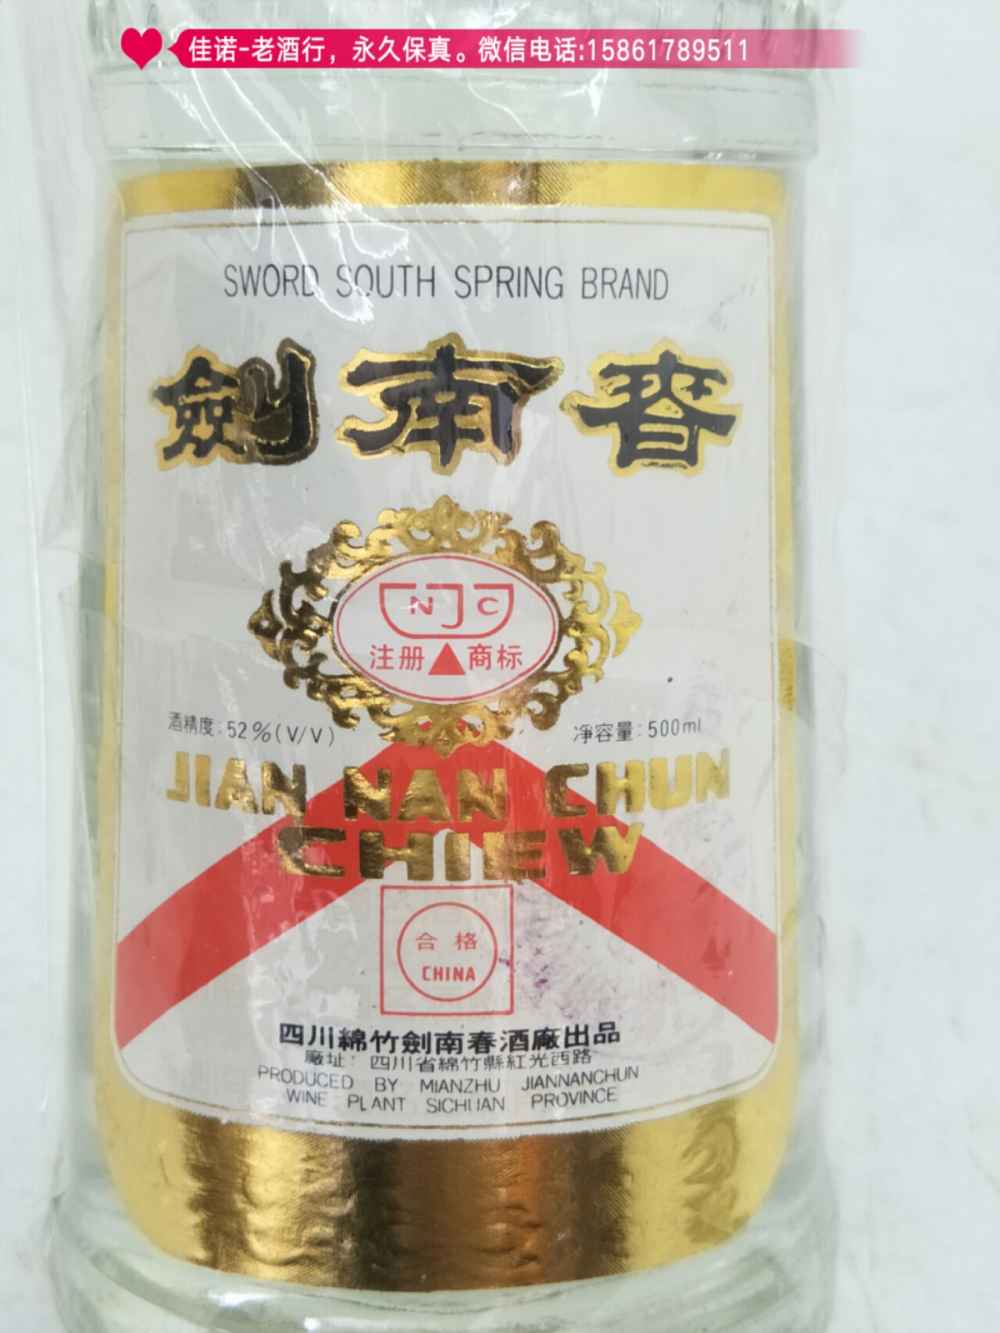 佳诺-老酒行，永久保真。微信电话:15861789511
SWORD SOUTH SPRING BRAND
劍南春
NJC
注册 商标
酒精度:52%(V/V) 净容量:500ml
JIAN NAN CHUN
CHIEW
合格
CHINA
四川綿竹劍南春酒廠出品
廠址：四川省綿竹縣紅光西路
PRODUCED BY MIANZHU JIANNANCHUN
WINE PLANT SICHUAN PROVINCE